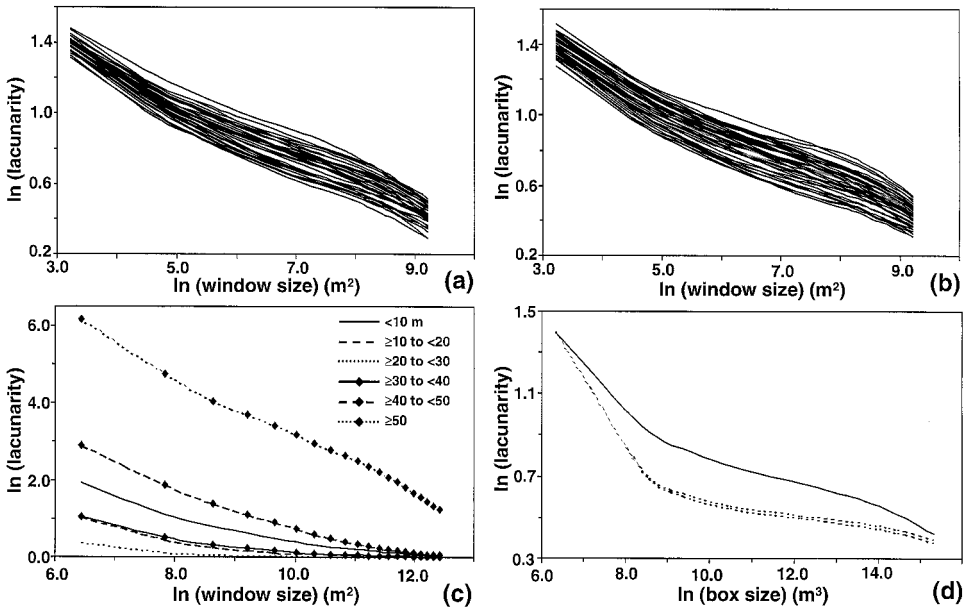 1.4
1.0
0.6
0.2
ln (lacunarity)
3.0 5.0 7.0 9.0
ln (window size) (m²)
(a)
1.4
1.0
0.6
0.2
ln (lacunarity)
3.0 5.0 7.0 9.0
ln (window size) (m²)
(b)
6.0
4.0
2.0
0.0
ln (lacunarity)
<10 m
≥10 to <20
≥20 to <30
≥30 to <40
≥40 to <50
≥50
6.0 8.0 10.0 12.0
ln (window size) (m²)
(c)
1.5
1.1
0.7
0.3
ln (lacunarity)
6.0 8.0 10.0 12.0 14.0
ln (box size) (m³)
(d)